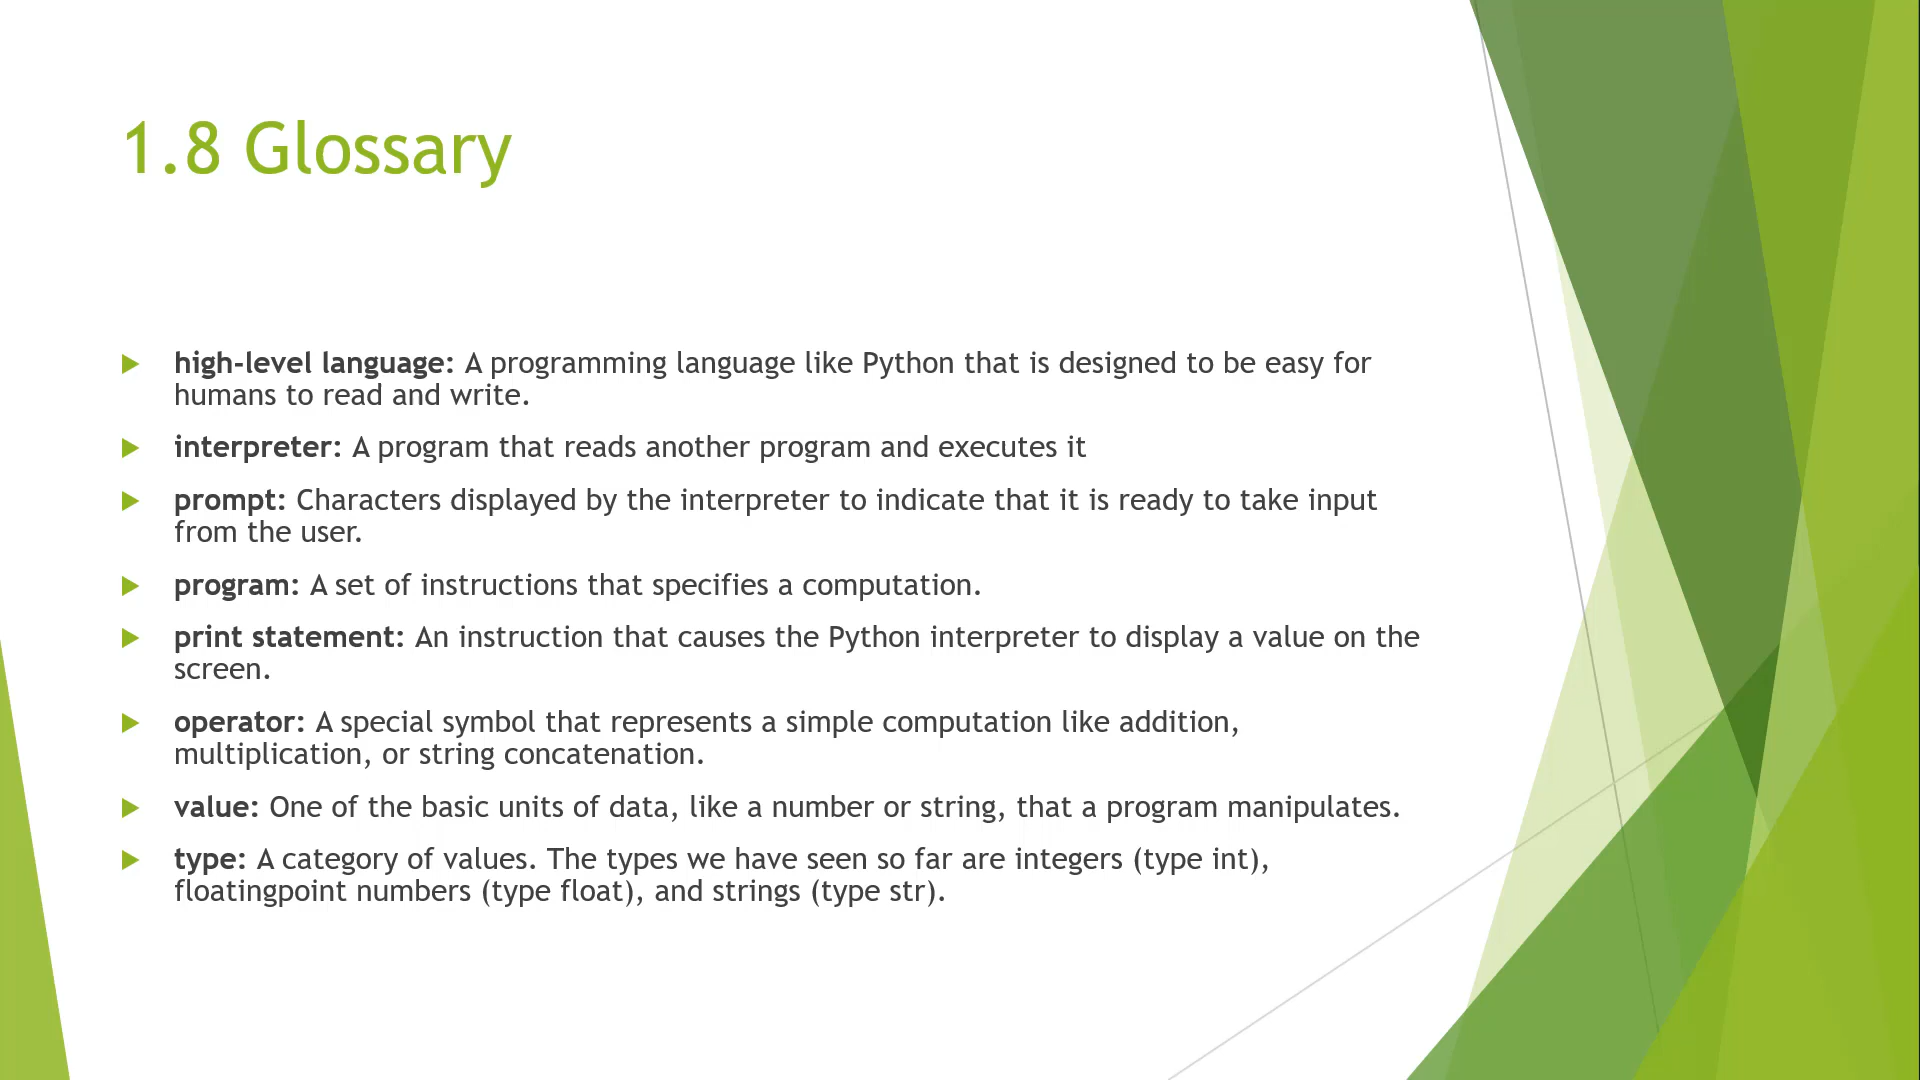 1.8 Glossary
high-level language: A programming language like Python that is designed to be easy for
humans to read and write.
interpreter: A program that reads another program and executes it
prompt: Characters displayed by the interpreter to indicate that it is ready to take input
from the user.
program: A set of instructions that specifies a computation.
print statement: An instruction that causes the Python interpreter to display a value on the
screen.
operator: A special symbol that represents a simple computation like addition,
multiplication, or string concatenation.
value: One of the basic units of data, like a number or string, that a program manipulates.
type: A category of values. The types we have seen so far are integers (type int),
floatingpoint numbers (type float), and strings (type str).